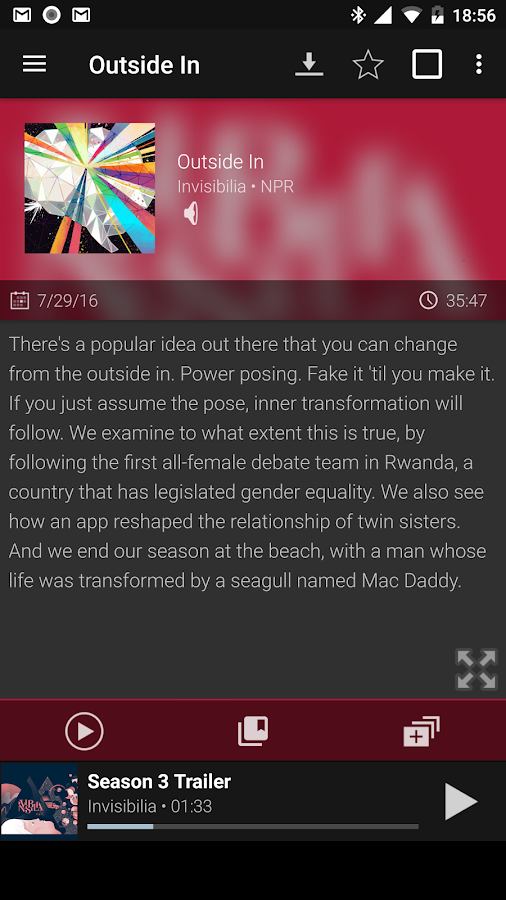 18:56
Outside In
Outside In
Invisibilia • NPR
7/29/16
35:47
There's a popular idea out there that you can change
from the outside in. Power posing. Fake it 'til you make it.
If you just assume the pose, inner transformation will
follow. We examine to what extent this is true, by
following the first all-female debate team in Rwanda, a
country that has legislated gender equality. We also see
how an app reshaped the relationship of twin sisters.
And we end our season at the beach, with a man whose
life was transformed by a seagull named Mac Daddy.
Season 3 Trailer
Invisibilia • 01:33